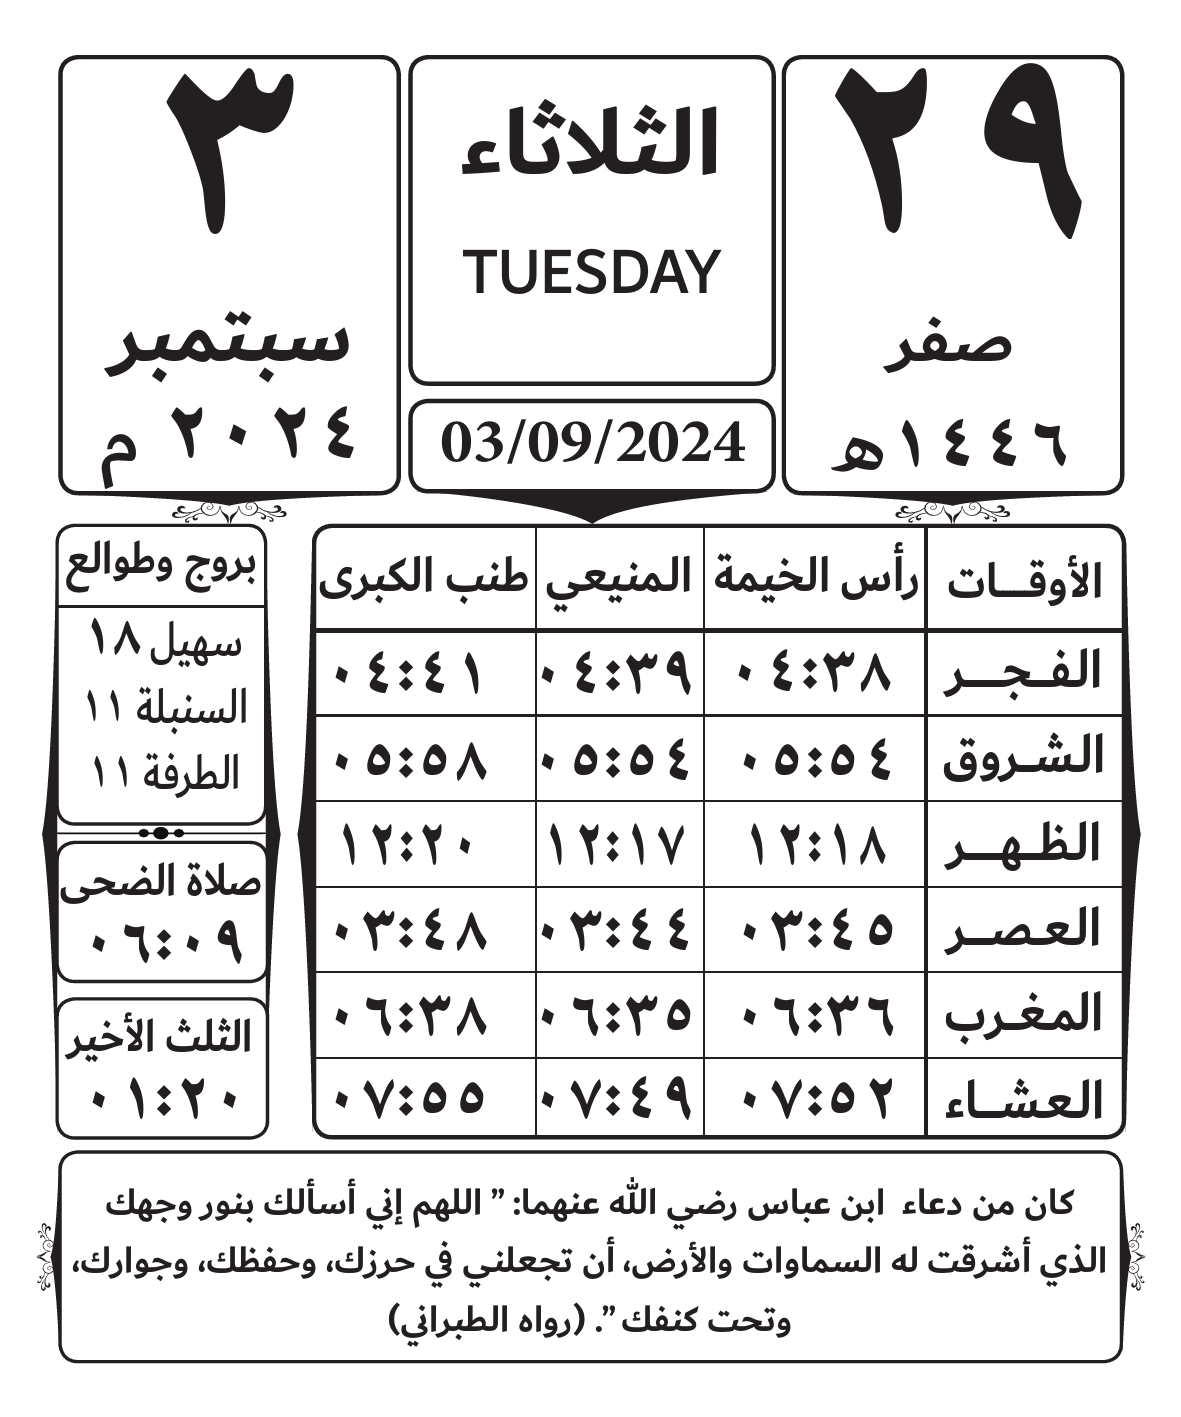 ٢٩
صفر
١٤٤٦هـ
الثلاثاء
TUESDAY
03/09/2024
٣
سبتمبر
٢٠٢٤ م
الأوقات رأس الخيمة المنيعي طنب الكبرى
الفجر ٠٤:٣٨ ٠٤:٣٩ ٠٤:٤١
الشروق ٠٥:٥٤ ٠٥:٥٤ ٠٥:٥٨
الظهر ١٢:١٨ ١٢:١٧ ١٢:٢٠
العصر ٠٣:٤٥ ٠٣:٤٤ ٠٣:٤٨
المغرب ٠٦:٣٦ ٠٦:٣٥ ٠٦:٣٨
العشاء ٠٧:٥٢ ٠٧:٤٩ ٠٧:٥٥
بروج وطوالع
سهيل ١٨
السنبلة ١١
الطرفة ١١
صلاة الضحى
٠٦:٠٩
الثلث الأخير
٠١:٢٠
كان من دعاء ابن عباس رضي الله عنهما: ” اللهم إني أسألك بنور وجهك
الذي أشرقت له السماوات والأرض، أن تجعلني في حرزك، وحفظك، وجوارك،
وتحت كنفك”. (رواه الطبراني)